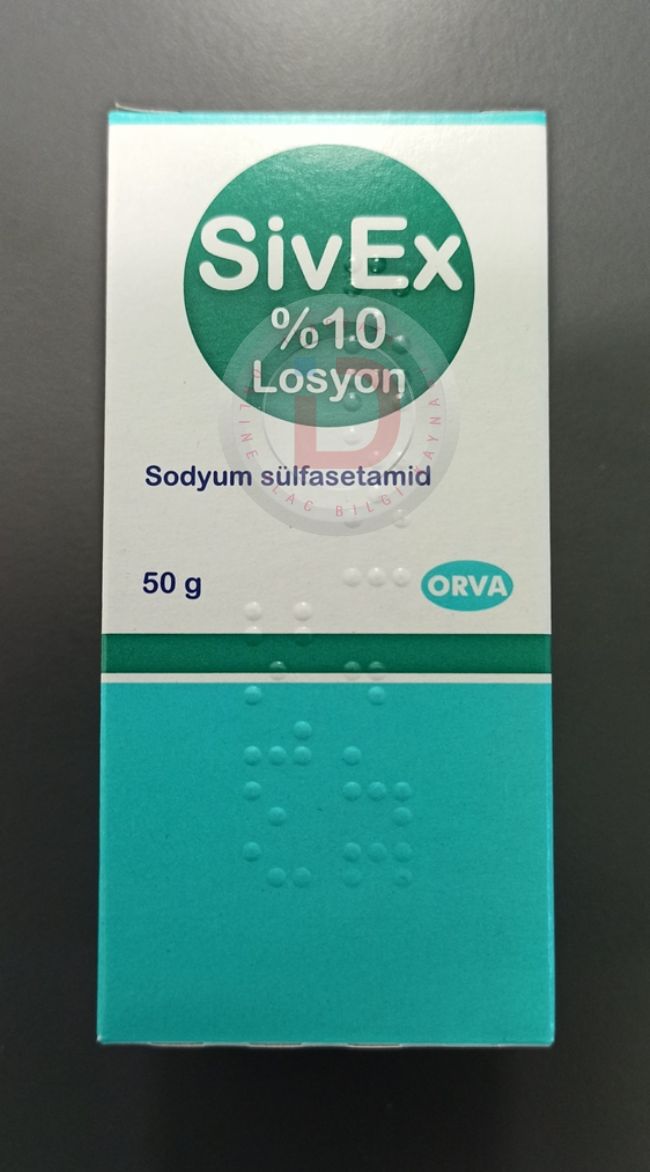 SivEx
%10
Losyon
Sodyum sülfasetamid
50 g
ORVA